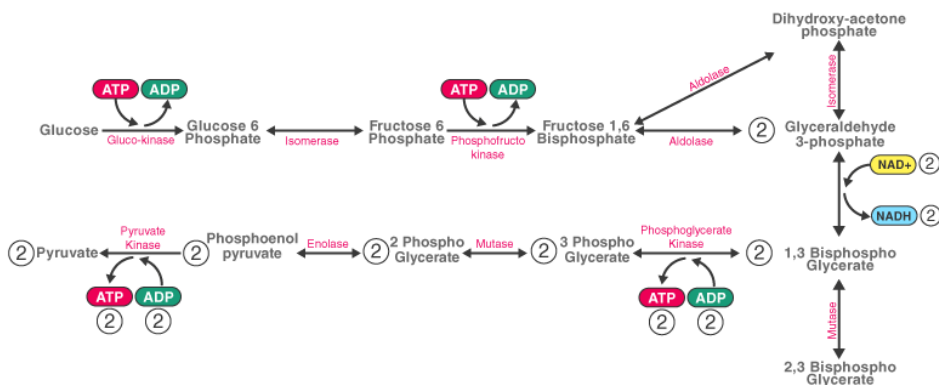 Dihydroxy-acetone
phosphate
ATP ADP ATP ADP
Aldolase
Isomerase
Glucose
Gluco-kinase
Glucose 6
Phosphate
Isomerase
Fructose 6
Phosphate
Phosphofructo
kinase
Fructose 1,6
Bisphosphate
Aldolase
2
Glyceraldehyde
3-phosphate
NAD+ 2
NADH 2
2 Pyruvate
Pyruvate
Kinase
2
Phosphoenol
pyruvate
Enolase
2
2 Phospho
Glycerate
Mutase
2
3 Phospho
Glycerate
Phosphoglycerate
Kinase
2
1,3 Bisphospho
Glycerate
ATP ADP ATP ADP
2 2 2 2
Mutase
2,3 Bisphospho
Glycerate